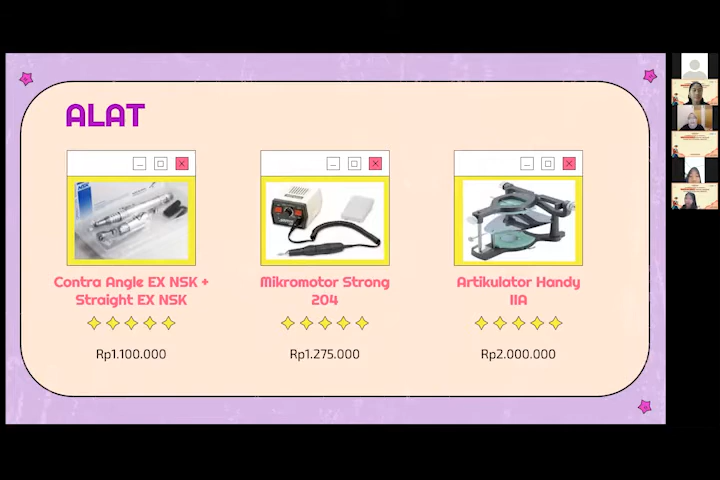 ALAT
Contra Angle EX NSK +
Straight EX NSK
Rp1.100.000
Mikromotor Strong
204
Rp1.275.000
Artikulator Handy
IIA
Rp2.000.000